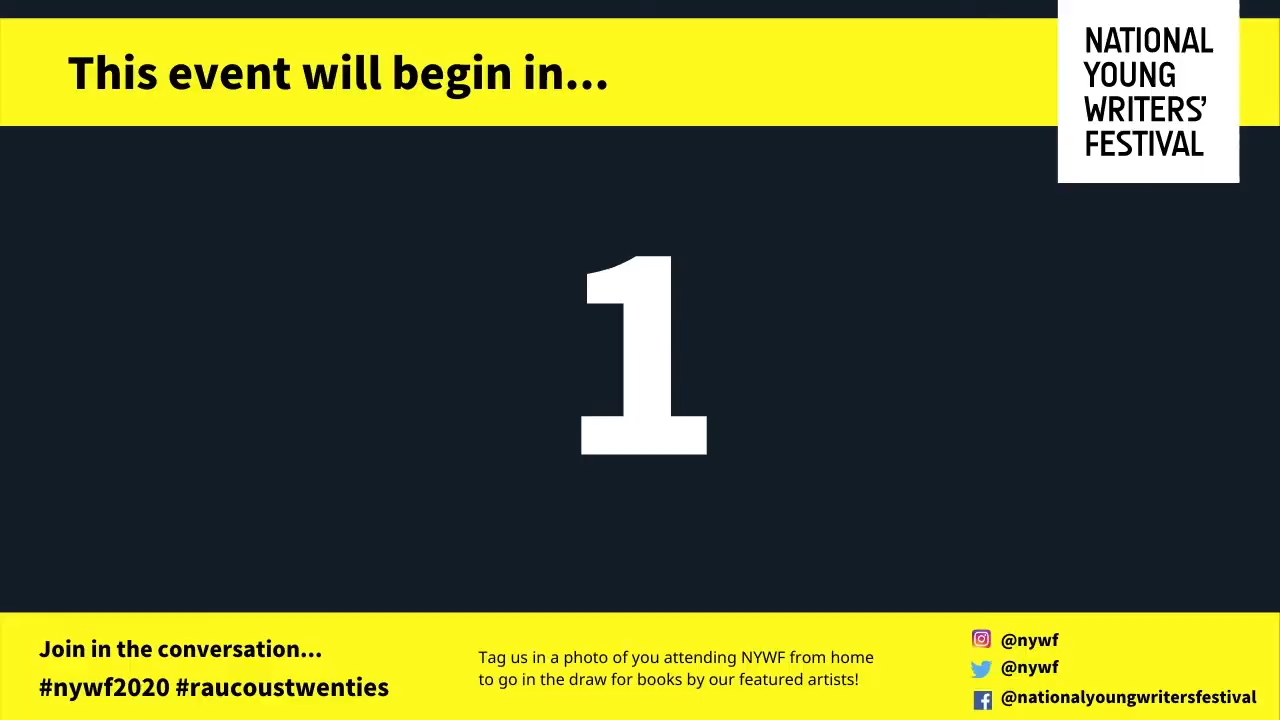 This event will begin in...
NATIONAL
YOUNG
WRITERS'
FESTIVAL
1
Join in the conversation...
#nywf2020 #raucoustwenties
Tag us in a photo of you attending NYWF from home
to go in the draw for books by our featured artists!
@nywf
@nywf
@nationalyoungwritersfestival